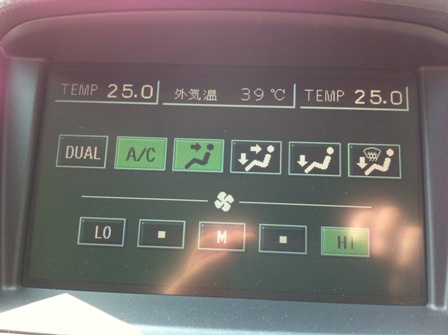 TEMP 25.0 外気温 39℃ TEMP 25.0
DUAL A/C
LO M HI